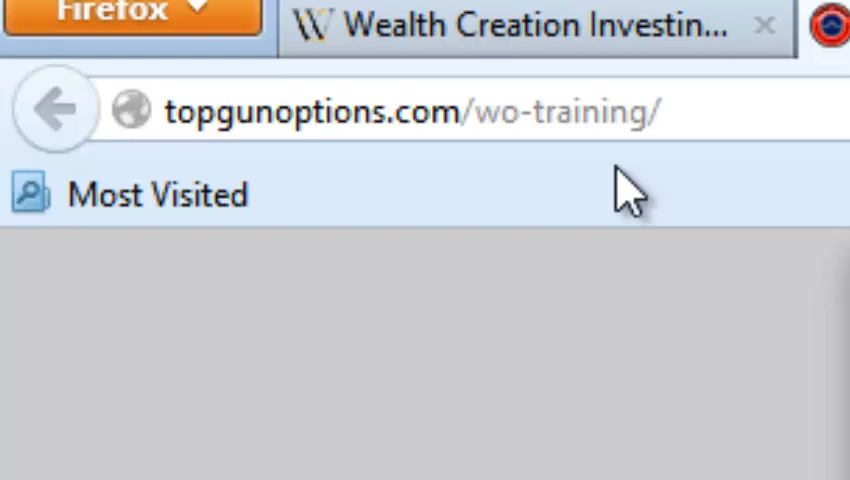 Firefox
Wealth Creation Investin...
topgunoptions.com/wo-training/
Most Visited